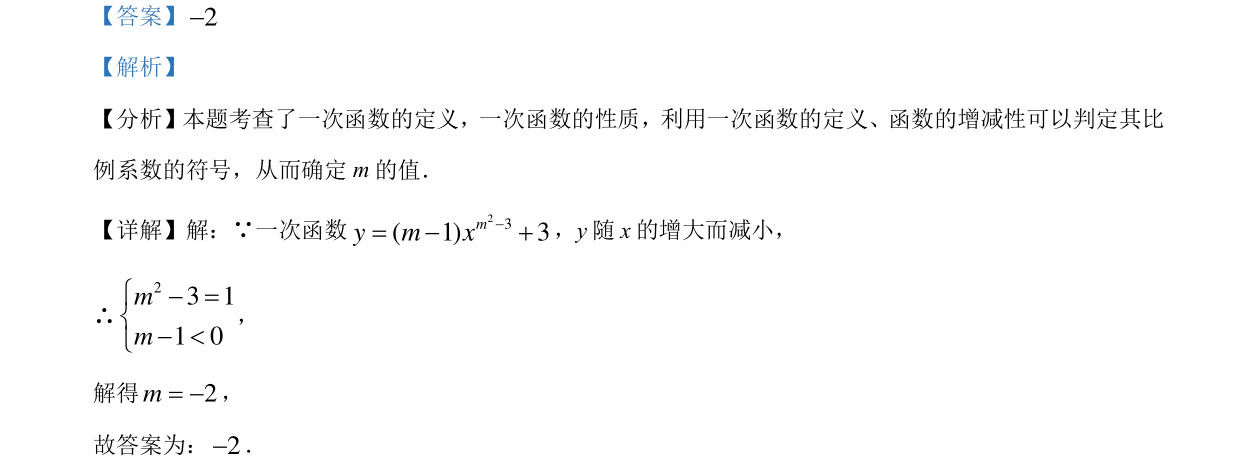 【答案】−2
【解析】
【分析】本题考查了一次函数的定义，一次函数的性质，利用一次函数的定义、函数的增减性可以判定其比
例系数的符号，从而确定 m 的值．
【详解】解：∵一次函数 y = (m−1)x^{m²−3} + 3，y 随 x 的增大而减小，
∴ { m² − 3 = 1
m − 1 < 0 ，
解得 m = −2，
故答案为：−2．